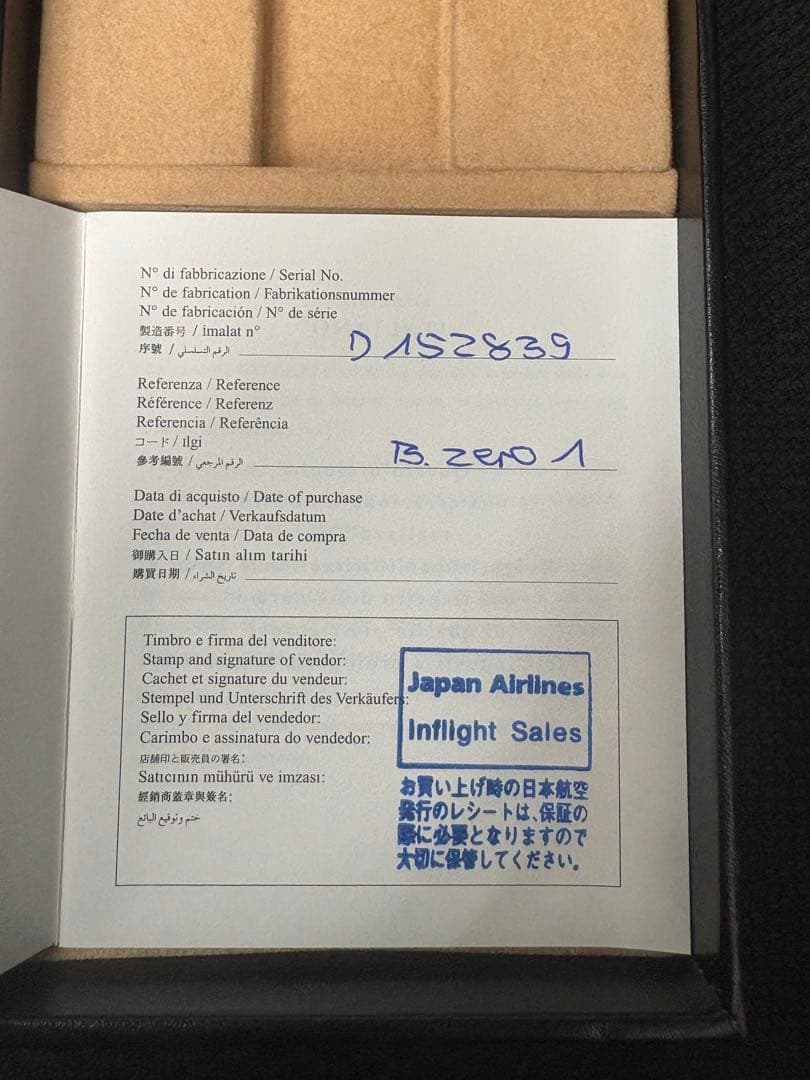 N° di fabbricazione / Serial No.
N° de fabrication / Fabrikationsnummer
N° de fabricación / N° de série
製造番号 / imalat n°
序號 / الرقم التسلسلي D152839
Referenza / Reference
Référence / Referenz
Referencia / Referência
コード / ılgi
參考編號 / الرقم المرجعي B. zero 1
Data di acquisto / Date of purchase
Date d'achat / Verkaufsdatum
Fecha de venta / Data de compra
御購入日 / Satın alım tarihi
購買日期 / تاريخ الشراء
Timbro e firma del venditore:
Stamp and signature of vendor:
Cachet et signature du vendeur:
Stempel und Unterschrift des Verkäufers:
Sello y firma del vendedor:
Carimbo e assinatura do vendedor:
店舗印と販売員の署名:
Satıcının mühürü ve imzası:
經銷商蓋章與簽名:
ختم وتوقيع البائع
Japan Airlines
Inflight Sales
お買い上げ時の日本航空
発行のレシートは、保証の
際に必要となりますので
大切に保管してください。